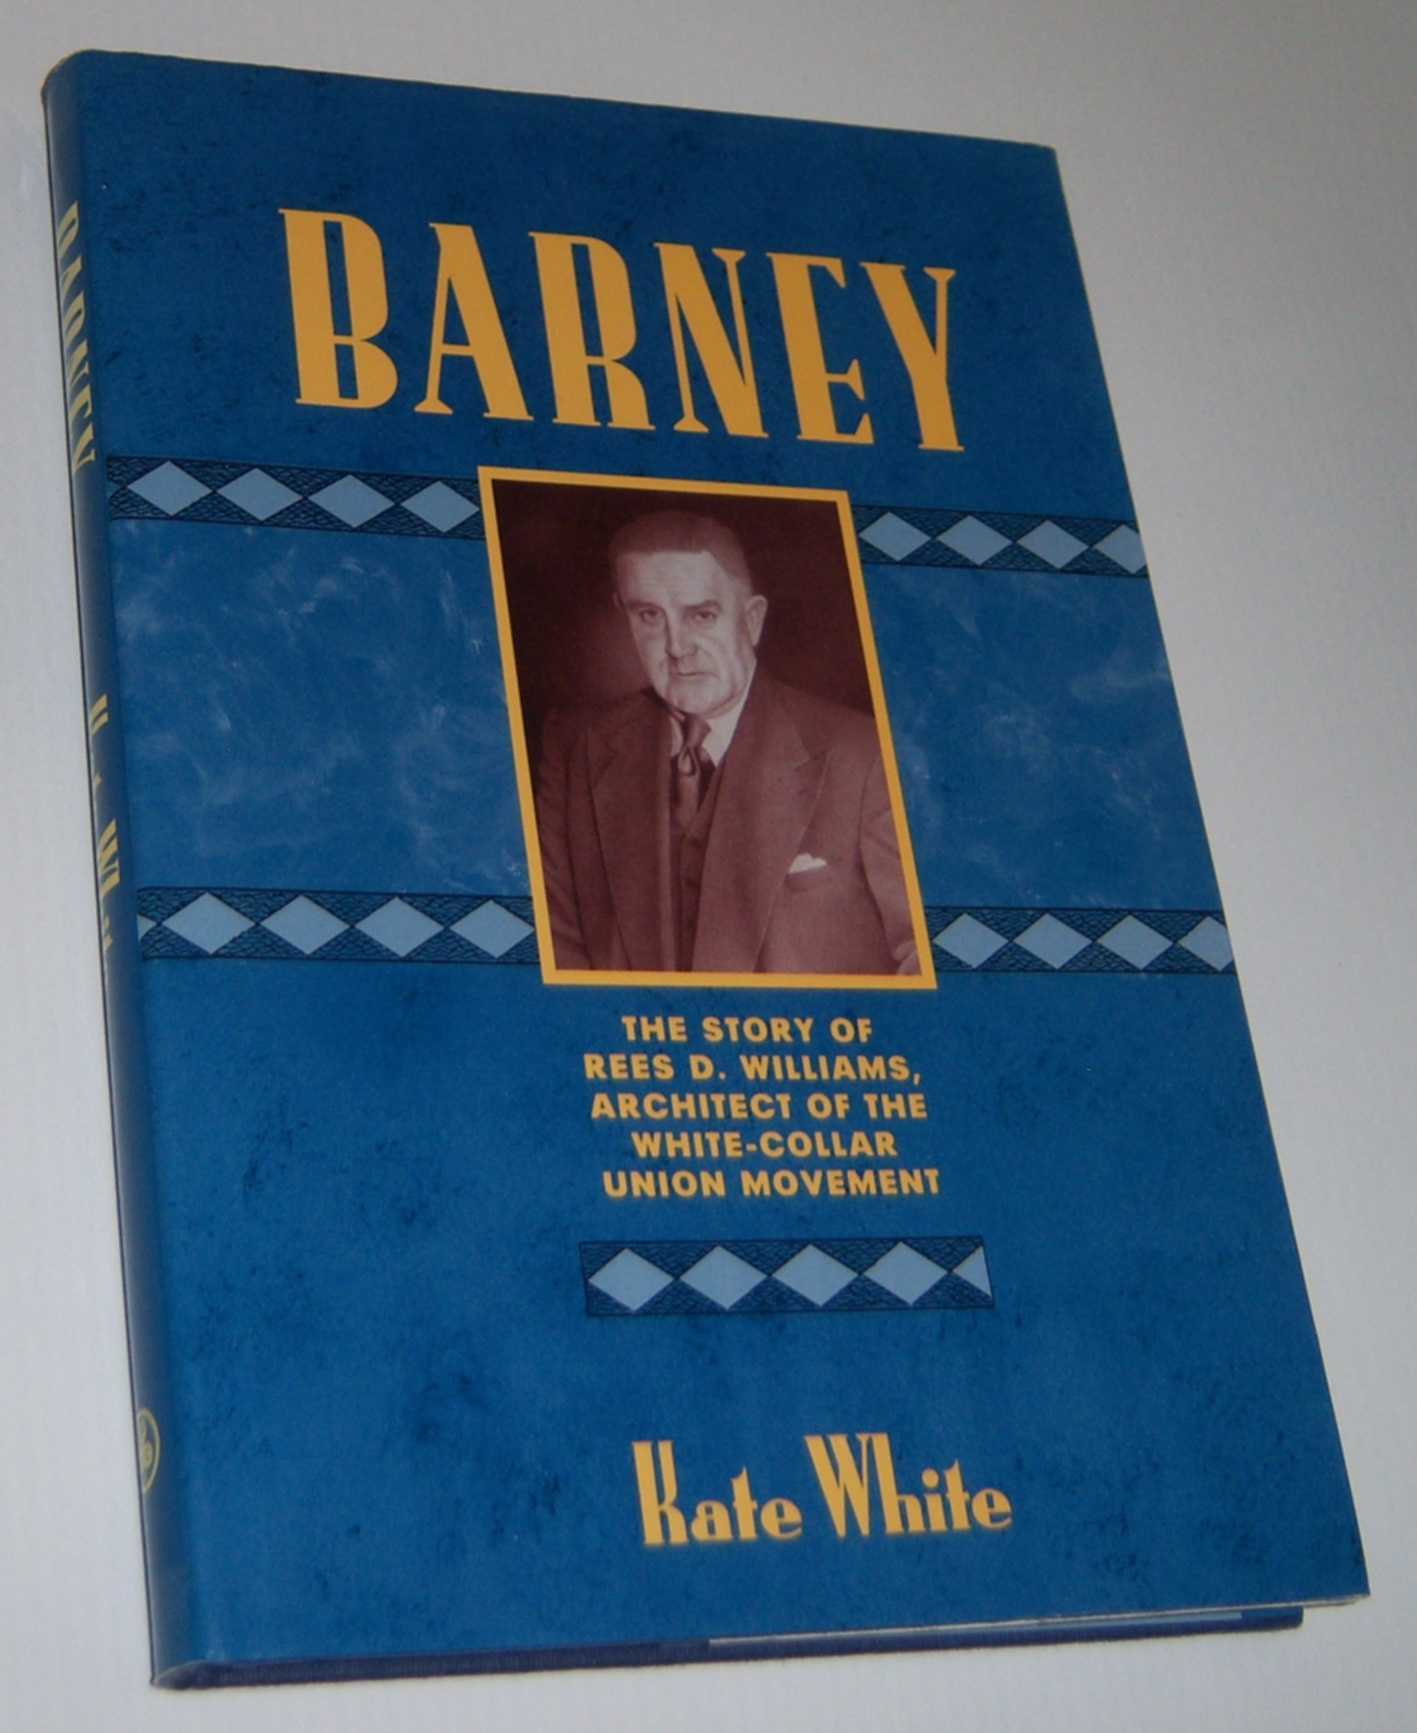 BARNEY
THE STORY OF
REES D. WILLIAMS,
ARCHITECT OF THE
WHITE-COLLAR
UNION MOVEMENT
Kate White
BARNEY